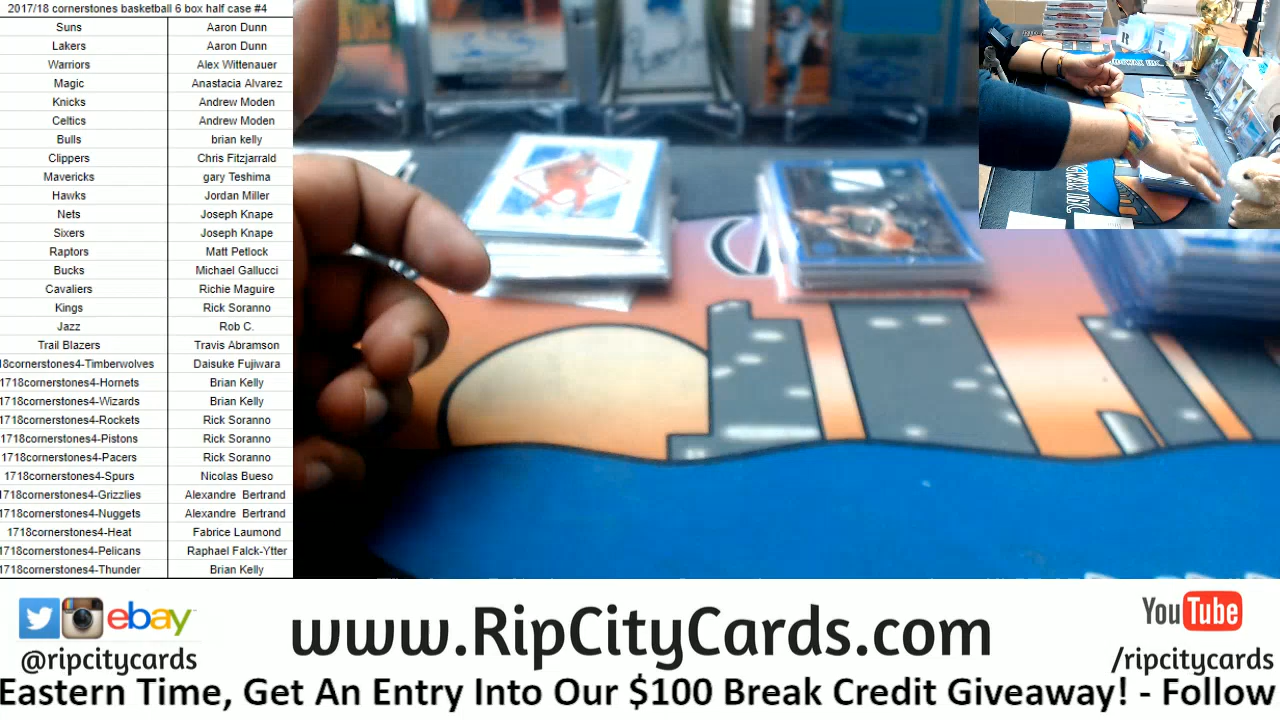 2017/18 cornerstones basketball 6 box half case #4
Suns Aaron Dunn
Lakers Aaron Dunn
Warriors Alex Wittenauer
Magic Anastacia Alvarez
Knicks Andrew Moden
Celtics Andrew Moden
Bulls brian kelly
Clippers Chris Fitzjarrald
Mavericks gary Teshima
Hawks Jordan Miller
Nets Joseph Knape
Sixers Joseph Knape
Raptors Matt Petlock
Bucks Michael Gallucci
Cavaliers Richie Maguire
Kings Rick Soranno
Jazz Rob C.
Trail Blazers Travis Abramson
18cornerstones4-Timberwolves Daisuke Fujiwara
1718cornerstones4-Hornets Brian Kelly
1718cornerstones4-Wizards Brian Kelly
1718cornerstones4-Rockets Rick Soranno
1718cornerstones4-Pistons Rick Soranno
1718cornerstones4-Pacers Rick Soranno
1718cornerstones4-Spurs Nicolas Bueso
1718cornerstones4-Grizzlies Alexandre Bertrand
1718cornerstones4-Nuggets Alexandre Bertrand
1718cornerstones4-Heat Fabrice Laumond
1718cornerstones4-Pelicans Raphael Falck-Ytter
1718cornerstones4-Thunder Brian Kelly
R L
ebay
@ripcitycards
www.RipCityCards.com
YouTube
/ripcitycards
Eastern Time, Get An Entry Into Our $100 Break Credit Giveaway! - Follow